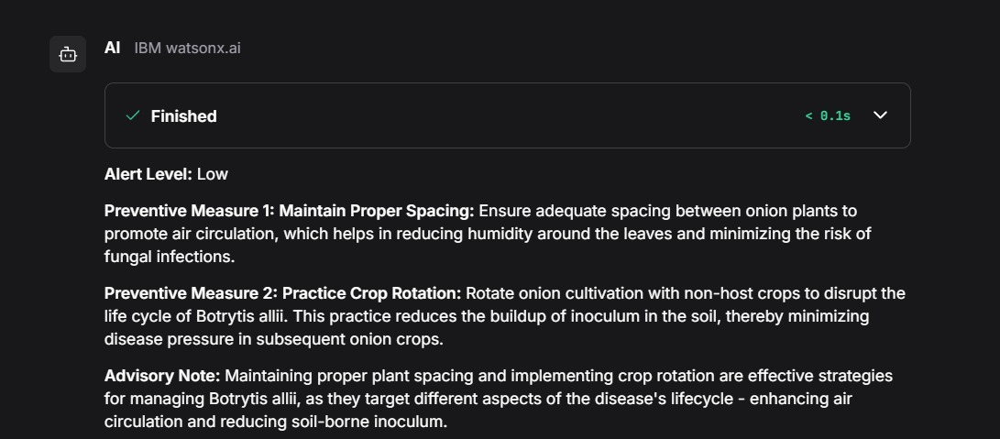 AI IBM watsonx.ai
Finished < 0.1s
Alert Level: Low
Preventive Measure 1: Maintain Proper Spacing: Ensure adequate spacing between onion plants to
promote air circulation, which helps in reducing humidity around the leaves and minimizing the risk of
fungal infections.
Preventive Measure 2: Practice Crop Rotation: Rotate onion cultivation with non-host crops to disrupt the
life cycle of Botrytis allii. This practice reduces the buildup of inoculum in the soil, thereby minimizing
disease pressure in subsequent onion crops.
Advisory Note: Maintaining proper plant spacing and implementing crop rotation are effective strategies
for managing Botrytis allii, as they target different aspects of the disease's lifecycle - enhancing air
circulation and reducing soil-borne inoculum.